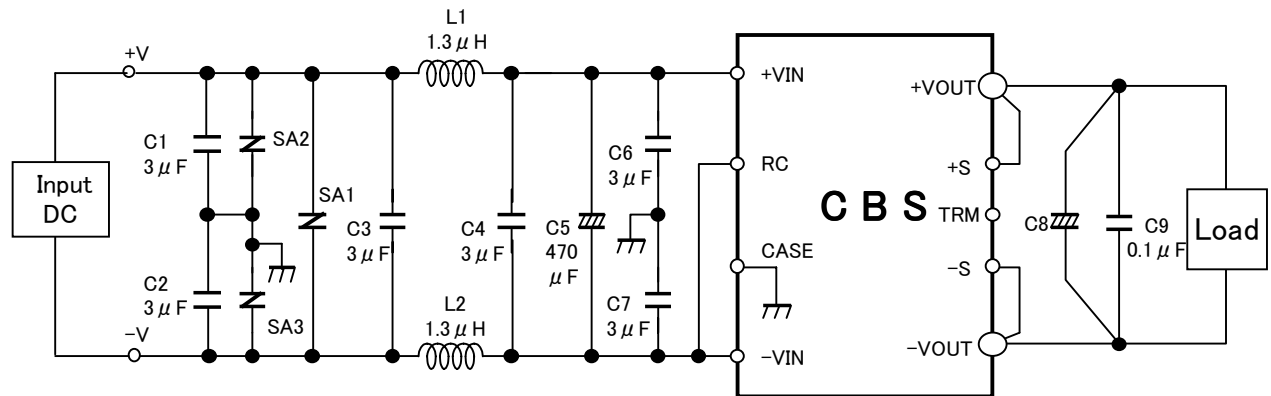 L1
1.3μH
+V
+VIN
+VOUT
C1
3μF
SA2
C6
3μF
RC
+S
Input
DC
SA1
C3
3μF
C4
3μF
C5
470
μF
CBS
TRM
C8
C9
0.1μF
Load
CASE
-S
C2
3μF
SA3
L2
1.3μH
C7
3μF
-V
-VIN
-VOUT